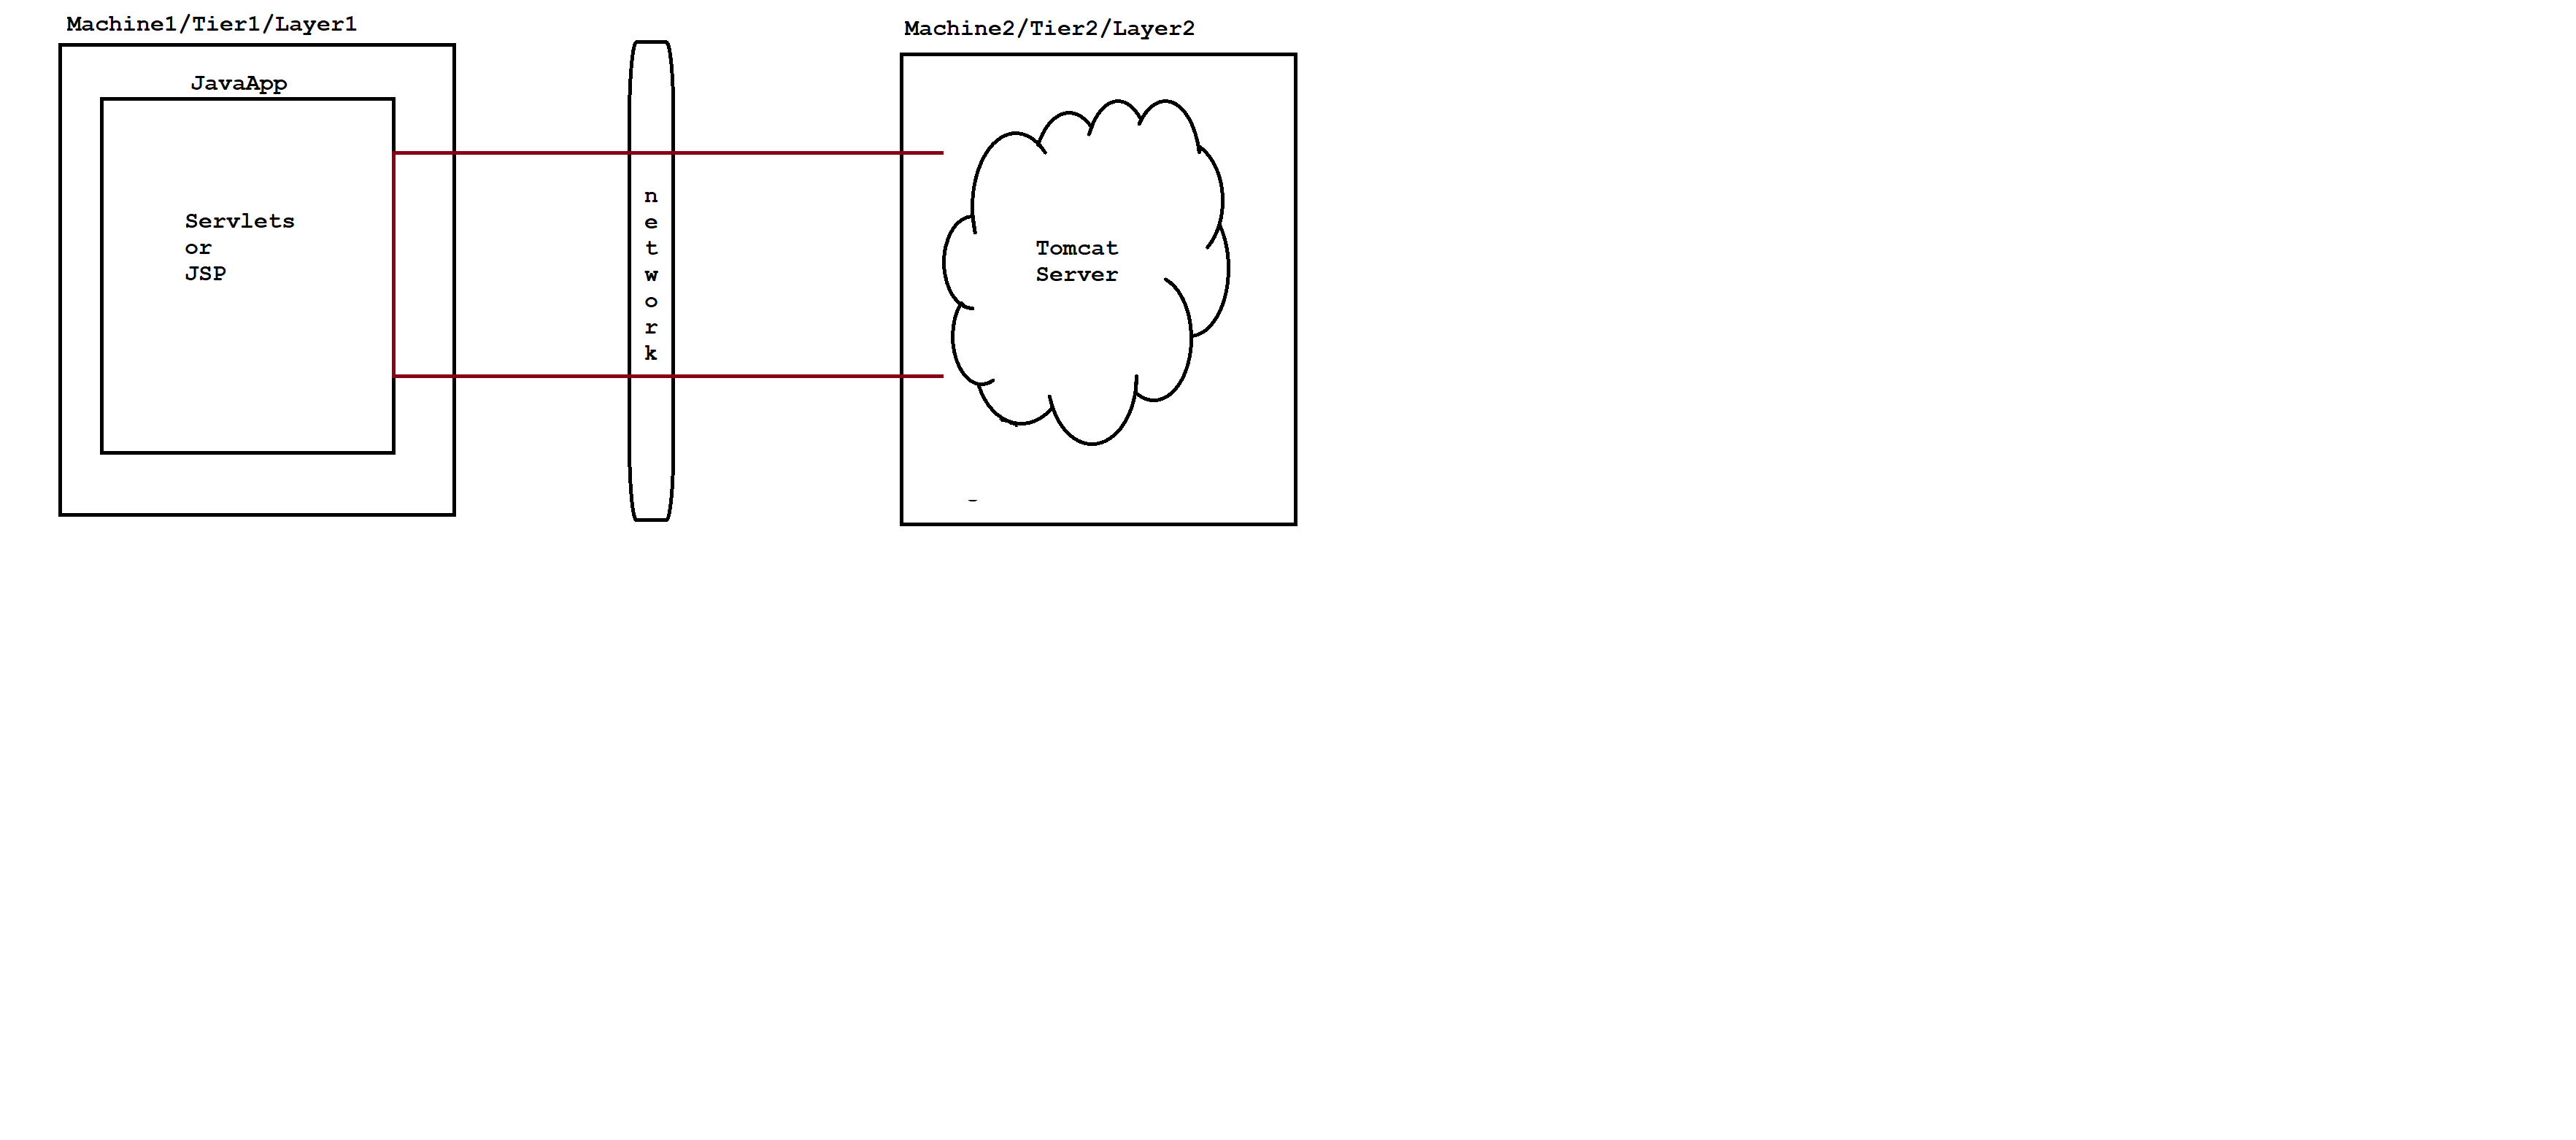 Machine1/Tier1/Layer1
JavaApp
Servlets
or
JSP
n
e
t
w
o
r
k
Machine2/Tier2/Layer2
Tomcat
Server